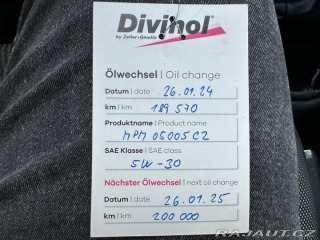 Divinol
by Zeller+Gmelin
Ölwechsel | Oil change
Datum | date 26.01.24
km | km 189 570
Produktname | Product name
MPM 05005C2
SAE Klasse | SAE class
5W-30
Nächster Ölwechsel | next oil change
Datum | date 26.01.25
km | km 200 000
RAJAUT.CZ